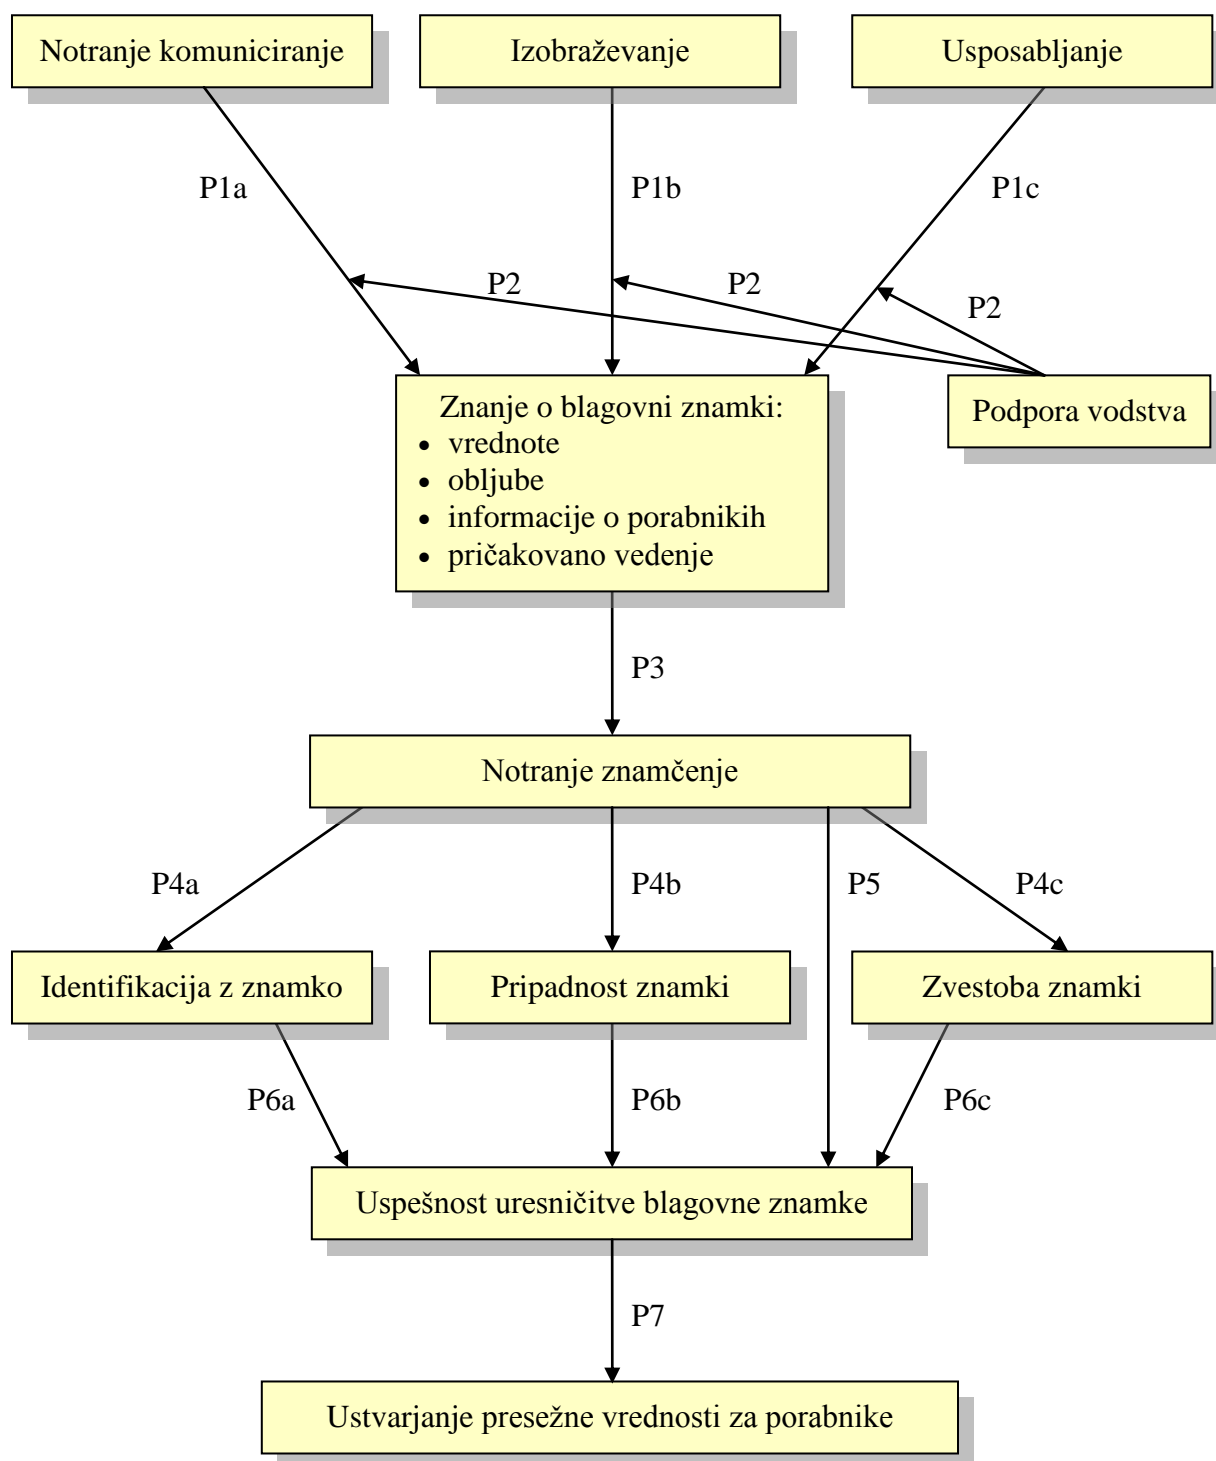 Notranje komuniciranje
Izobraževanje
Usposabljanje
P1a
P1b
P1c
P2
P2
P2
Znanje o blagovni znamki:
• vrednote
• obljube
• informacije o porabnikih
• pričakovano vedenje
Podpora vodstva
P3
Notranje znamčenje
P4a
P4b
P5
P4c
Identifikacija z znamko
Pripadnost znamki
Zvestoba znamki
P6a
P6b
P6c
Uspešnost uresničitve blagovne znamke
P7
Ustvarjanje presežne vrednosti za porabnike